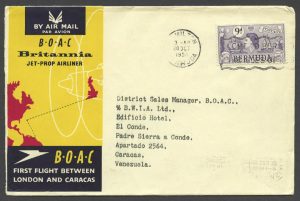 BY AIR MAIL
PAR AVION
B·O·A·C
Britannia
JET-PROP AIRLINER
B·O·A·C
FIRST FLIGHT BETWEEN
LONDON AND CARACAS
9d
BERMUDA
District Sales Manager, B.O.A.C.,
% B.W.I.A. Ltd.,
Edificio Hotel.
El Conde.
Padre Sierra a Conde.
Apartado 2564.
Caracas.
Venezuela.